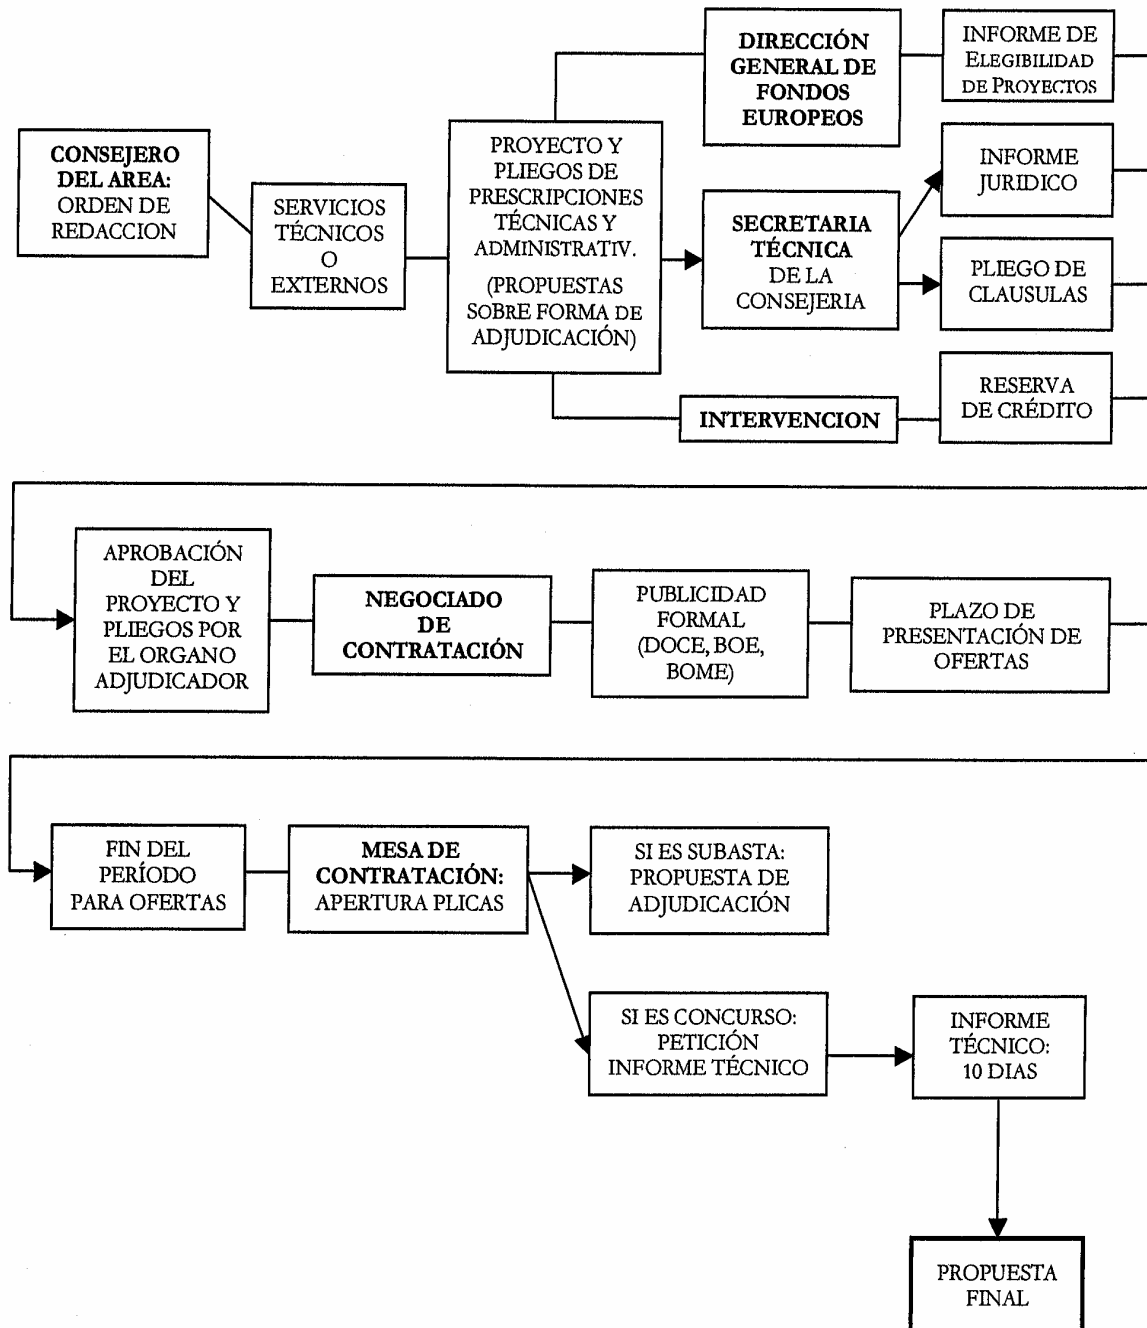 CONSEJERO
DEL AREA:
ORDEN DE
REDACCION
SERVICIOS
TÉCNICOS
O
EXTERNOS
PROYECTO Y
PLIEGOS DE
PRESCRIPCIONES
TÉCNICAS Y
ADMINISTRATIV.
(PROPUESTAS
SOBRE FORMA DE
ADJUDICACIÓN)
DIRECCIÓN
GENERAL DE
FONDOS
EUROPEOS
INFORME DE
ELEGIBILIDAD
DE PROYECTOS
SECRETARIA
TÉCNICA
DE LA
CONSEJERIA
INFORME
JURIDICO
PLIEGO DE
CLAUSULAS
INTERVENCION
RESERVA
DE CRÉDITO
APROBACIÓN
DEL
PROYECTO Y
PLIEGOS POR
EL ORGANO
ADJUDICADOR
NEGOCIADO
DE
CONTRATACIÓN
PUBLICIDAD
FORMAL
(DOCE, BOE,
BOME)
PLAZO DE
PRESENTACIÓN DE
OFERTAS
FIN DEL
PERÍODO
PARA OFERTAS
MESA DE
CONTRATACIÓN:
APERTURA PLICAS
SI ES SUBASTA:
PROPUESTA DE
ADJUDICACIÓN
SI ES CONCURSO:
PETICIÓN
INFORME TÉCNICO
INFORME
TÉCNICO:
10 DIAS
PROPUESTA
FINAL